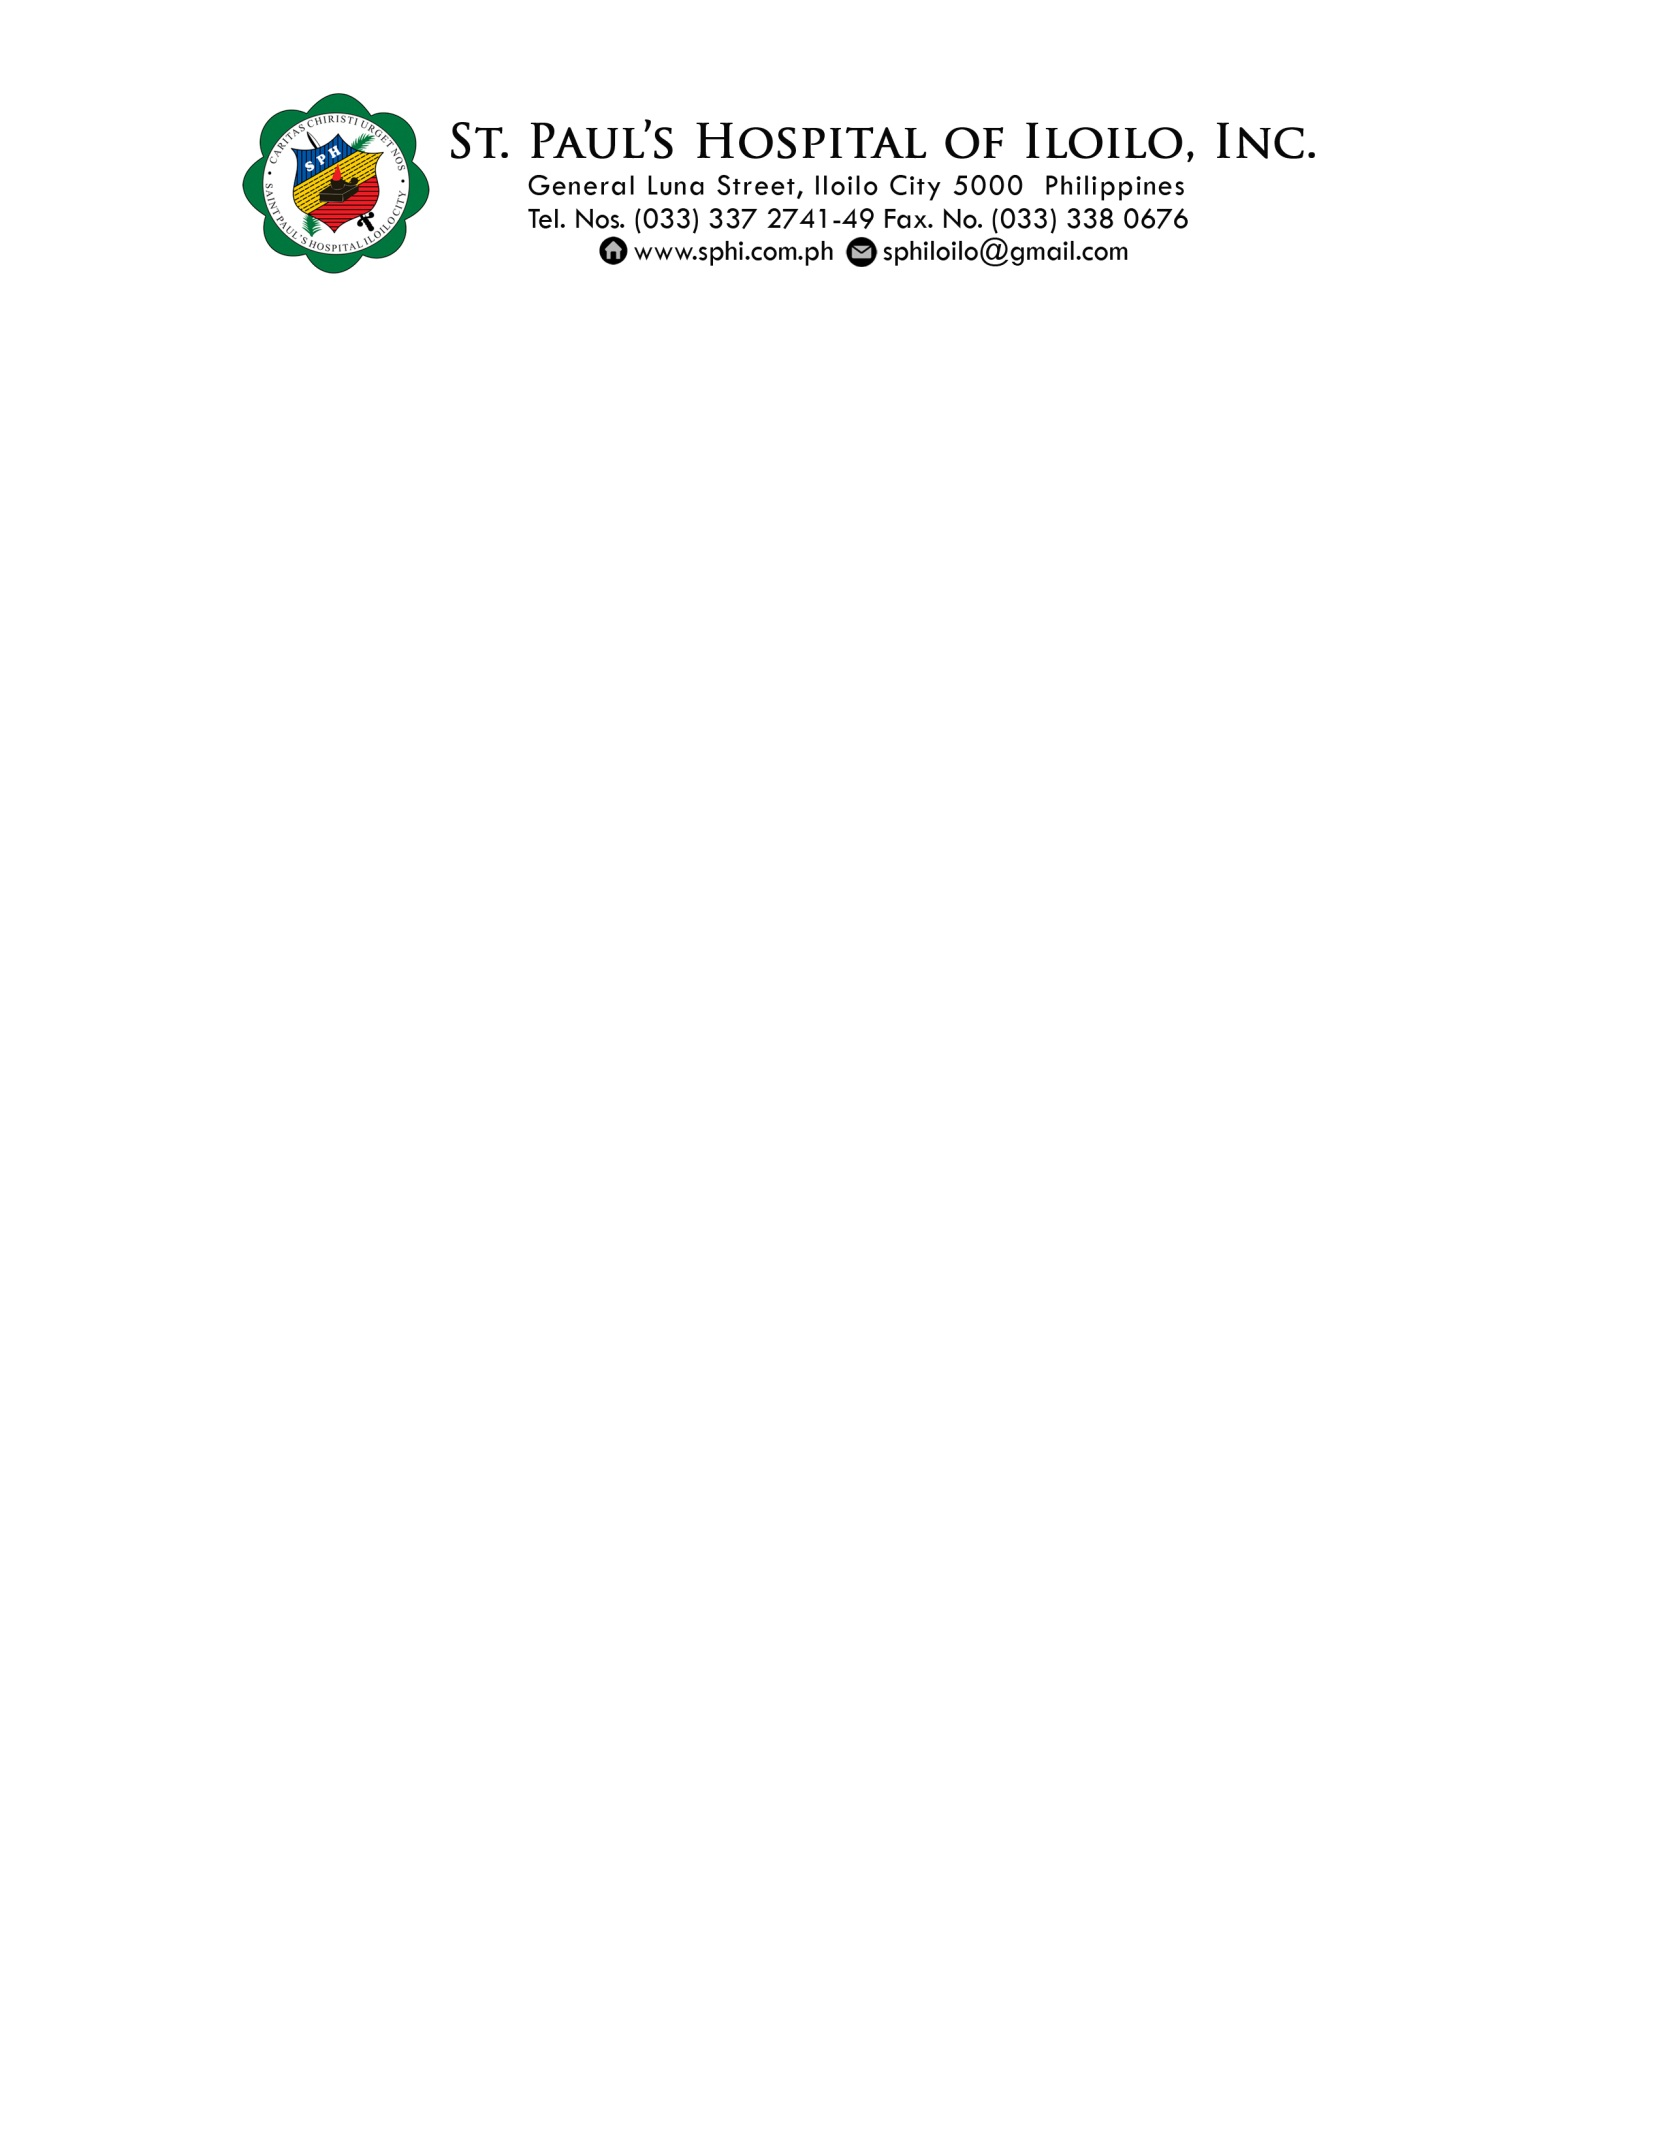 CARITAS CHIRISTI URGET NOS
SAINT PAUL'S HOSPITAL ILOILO CITY
SPH
St. Paul’s Hospital of Iloilo, Inc.
General Luna Street, Iloilo City 5000 Philippines
Tel. Nos. (033) 337 2741-49 Fax. No. (033) 338 0676
www.sphi.com.ph sphiloilo@gmail.com